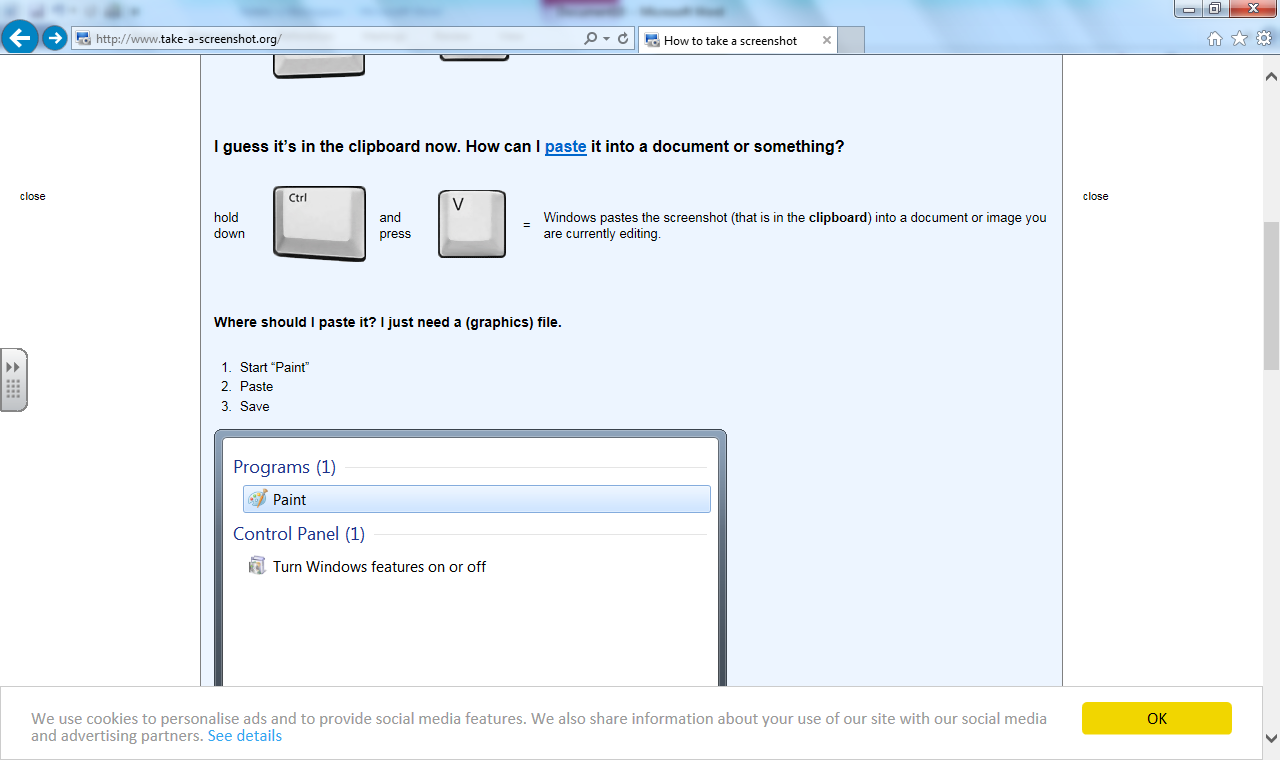 http://www.take-a-screenshot.org/
How to take a screenshot
I guess it’s in the clipboard now. How can I paste it into a document or something?
close
close
hold down
Ctrl
and press
V
=
Windows pastes the screenshot (that is in the clipboard) into a document or image you
are currently editing.
Where should I paste it? I just need a (graphics) file.
1. Start “Paint”
2. Paste
3. Save
Programs (1)
Paint
Control Panel (1)
Turn Windows features on or off
We use cookies to personalise ads and to provide social media features. We also share information about your use of our site with our social media
and advertising partners. See details
OK